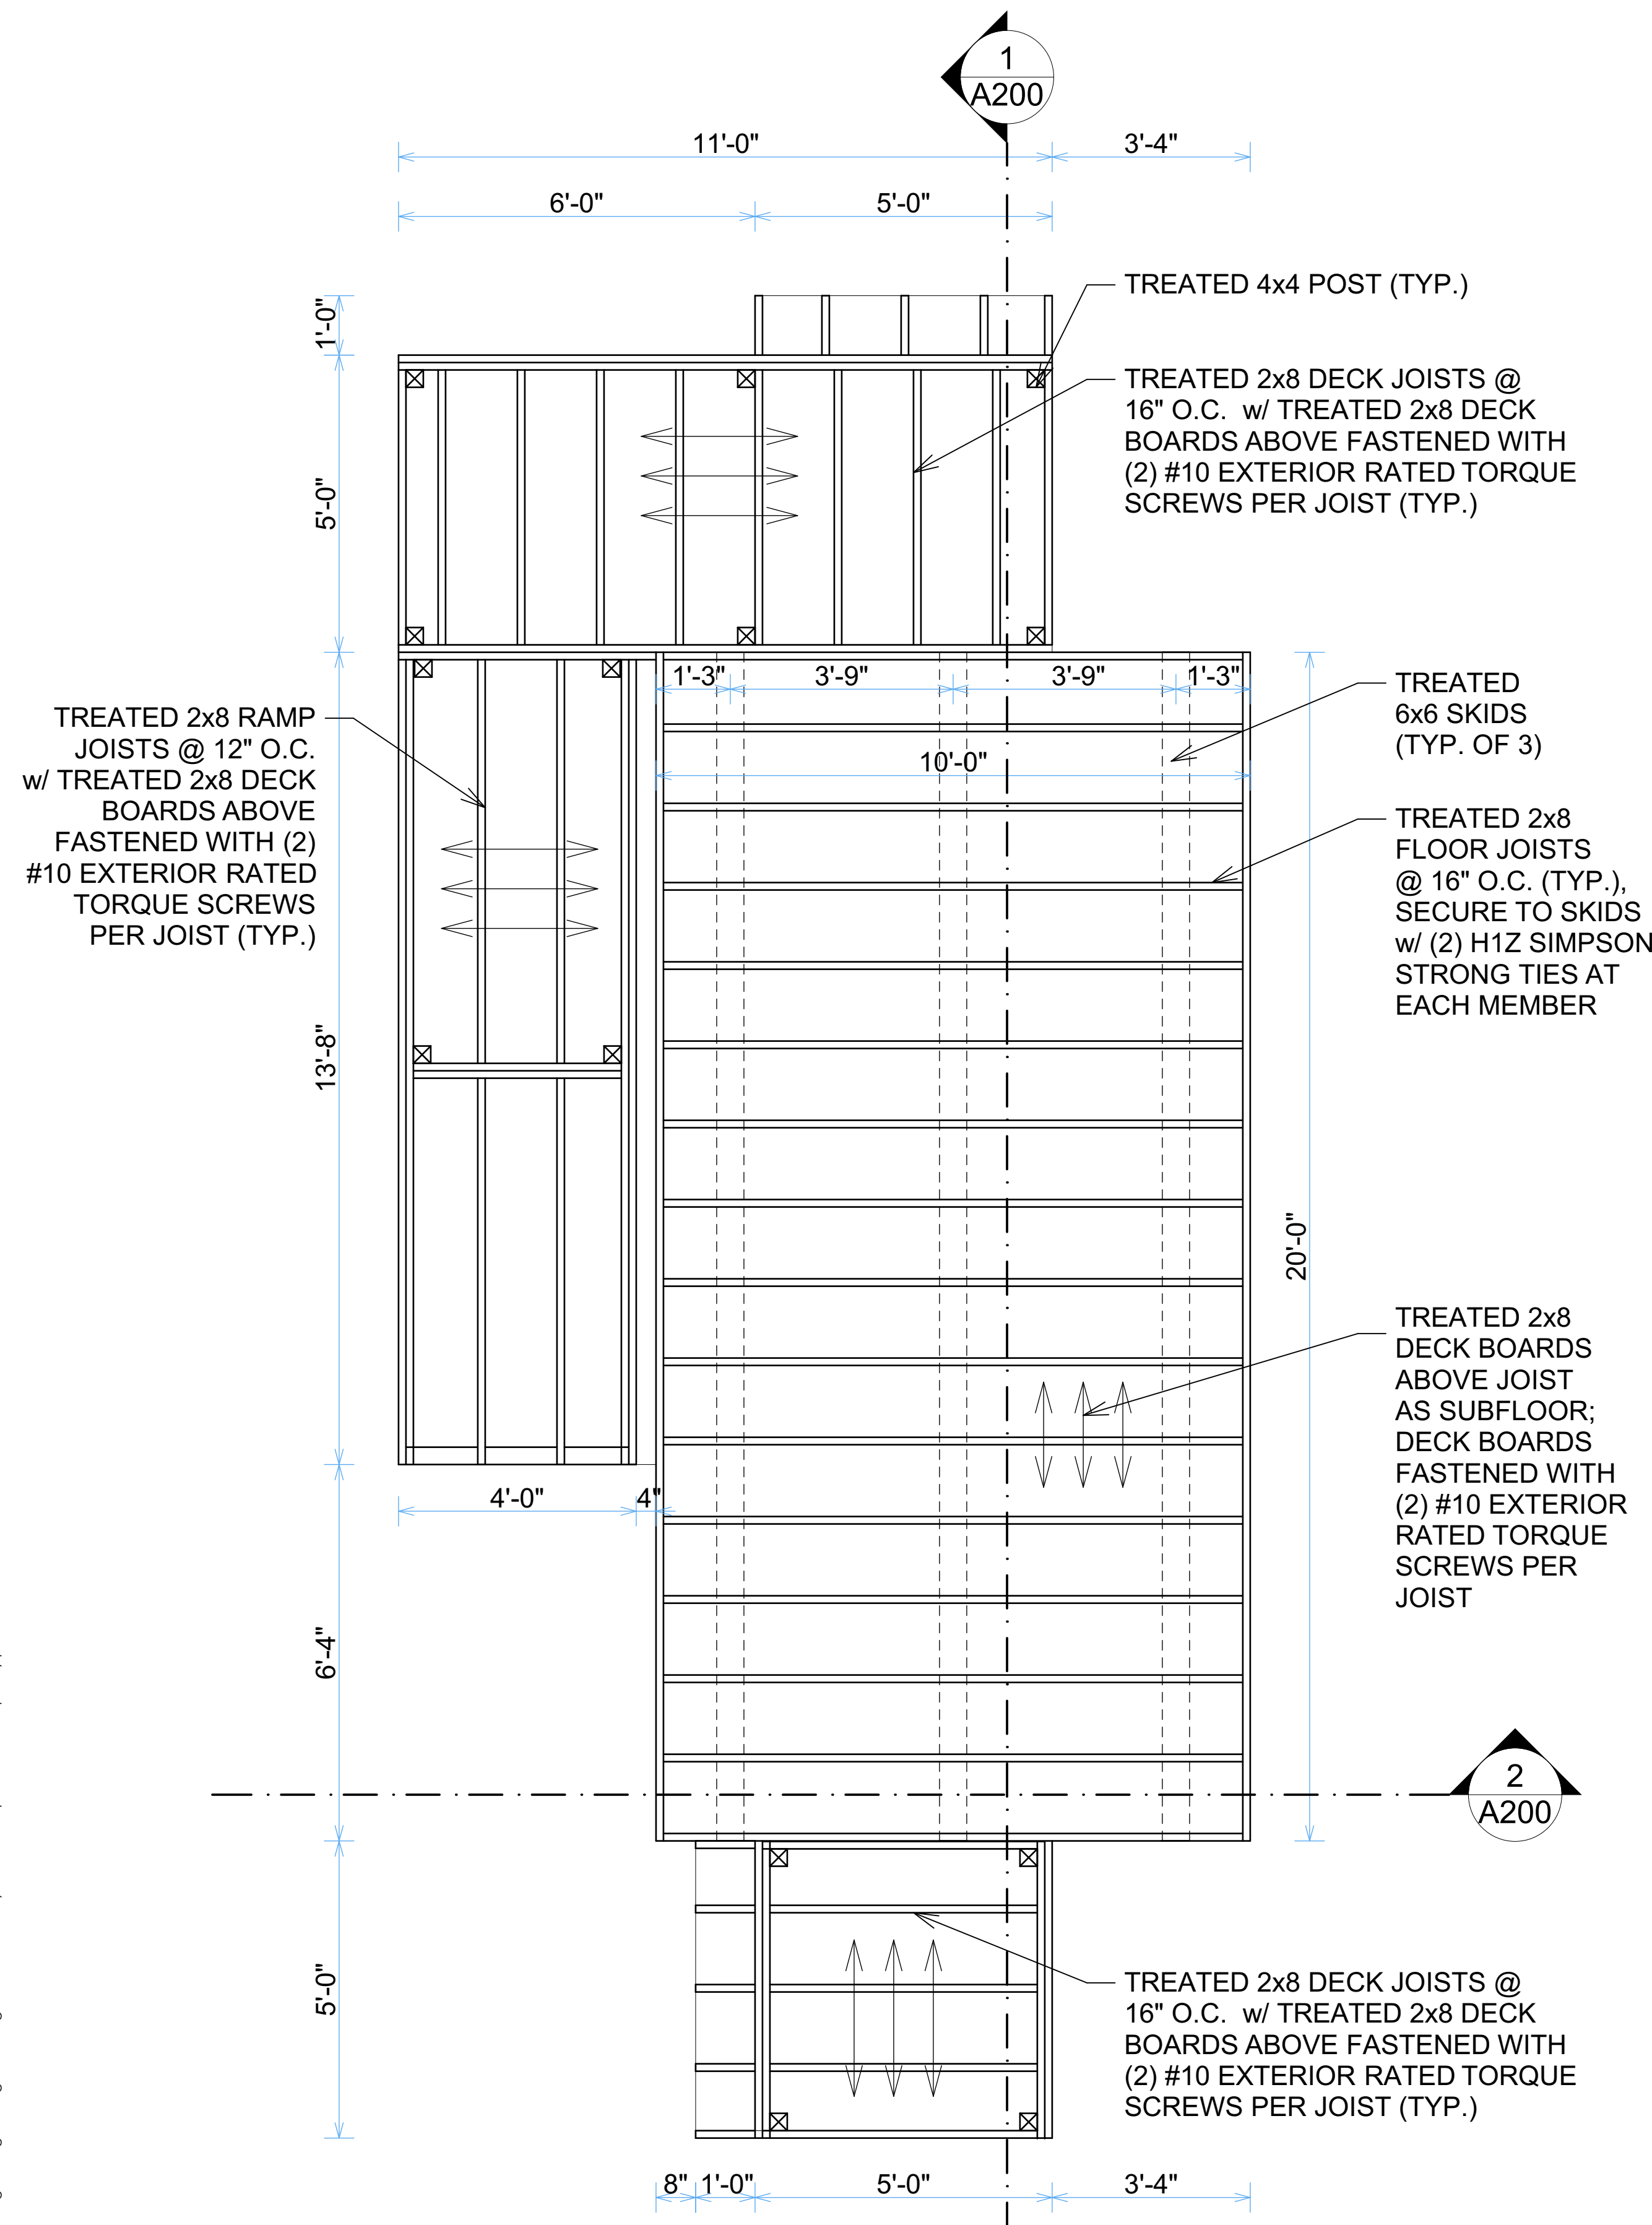 1
A200
11'-0"
3'-4"
6'-0"
5'-0"
1'-0"
TREATED 4x4 POST (TYP.)
TREATED 2x8 DECK JOISTS @
16" O.C. w/ TREATED 2x8 DECK
BOARDS ABOVE FASTENED WITH
(2) #10 EXTERIOR RATED TORQUE
SCREWS PER JOIST (TYP.)
5'-0"
1'-3"
3'-9"
3'-9"
1'-3"
TREATED
6x6 SKIDS
(TYP. OF 3)
10'-0"
TREATED 2x8 RAMP
JOISTS @ 12" O.C.
w/ TREATED 2x8 DECK
BOARDS ABOVE
FASTENED WITH (2)
#10 EXTERIOR RATED
TORQUE SCREWS
PER JOIST (TYP.)
TREATED 2x8
FLOOR JOISTS
@ 16" O.C. (TYP.),
SECURE TO SKIDS
w/ (2) H1Z SIMPSON
STRONG TIES AT
EACH MEMBER
13'-8"
20'-0"
TREATED 2x8
DECK BOARDS
ABOVE JOIST
AS SUBFLOOR;
DECK BOARDS
FASTENED WITH
(2) #10 EXTERIOR
RATED TORQUE
SCREWS PER
JOIST
4'-0"
4"
6'-4"
2
A200
5'-0"
TREATED 2x8 DECK JOISTS @
16" O.C. w/ TREATED 2x8 DECK
BOARDS ABOVE FASTENED WITH
(2) #10 EXTERIOR RATED TORQUE
SCREWS PER JOIST (TYP.)
8"
1'-0"
5'-0"
3'-4"